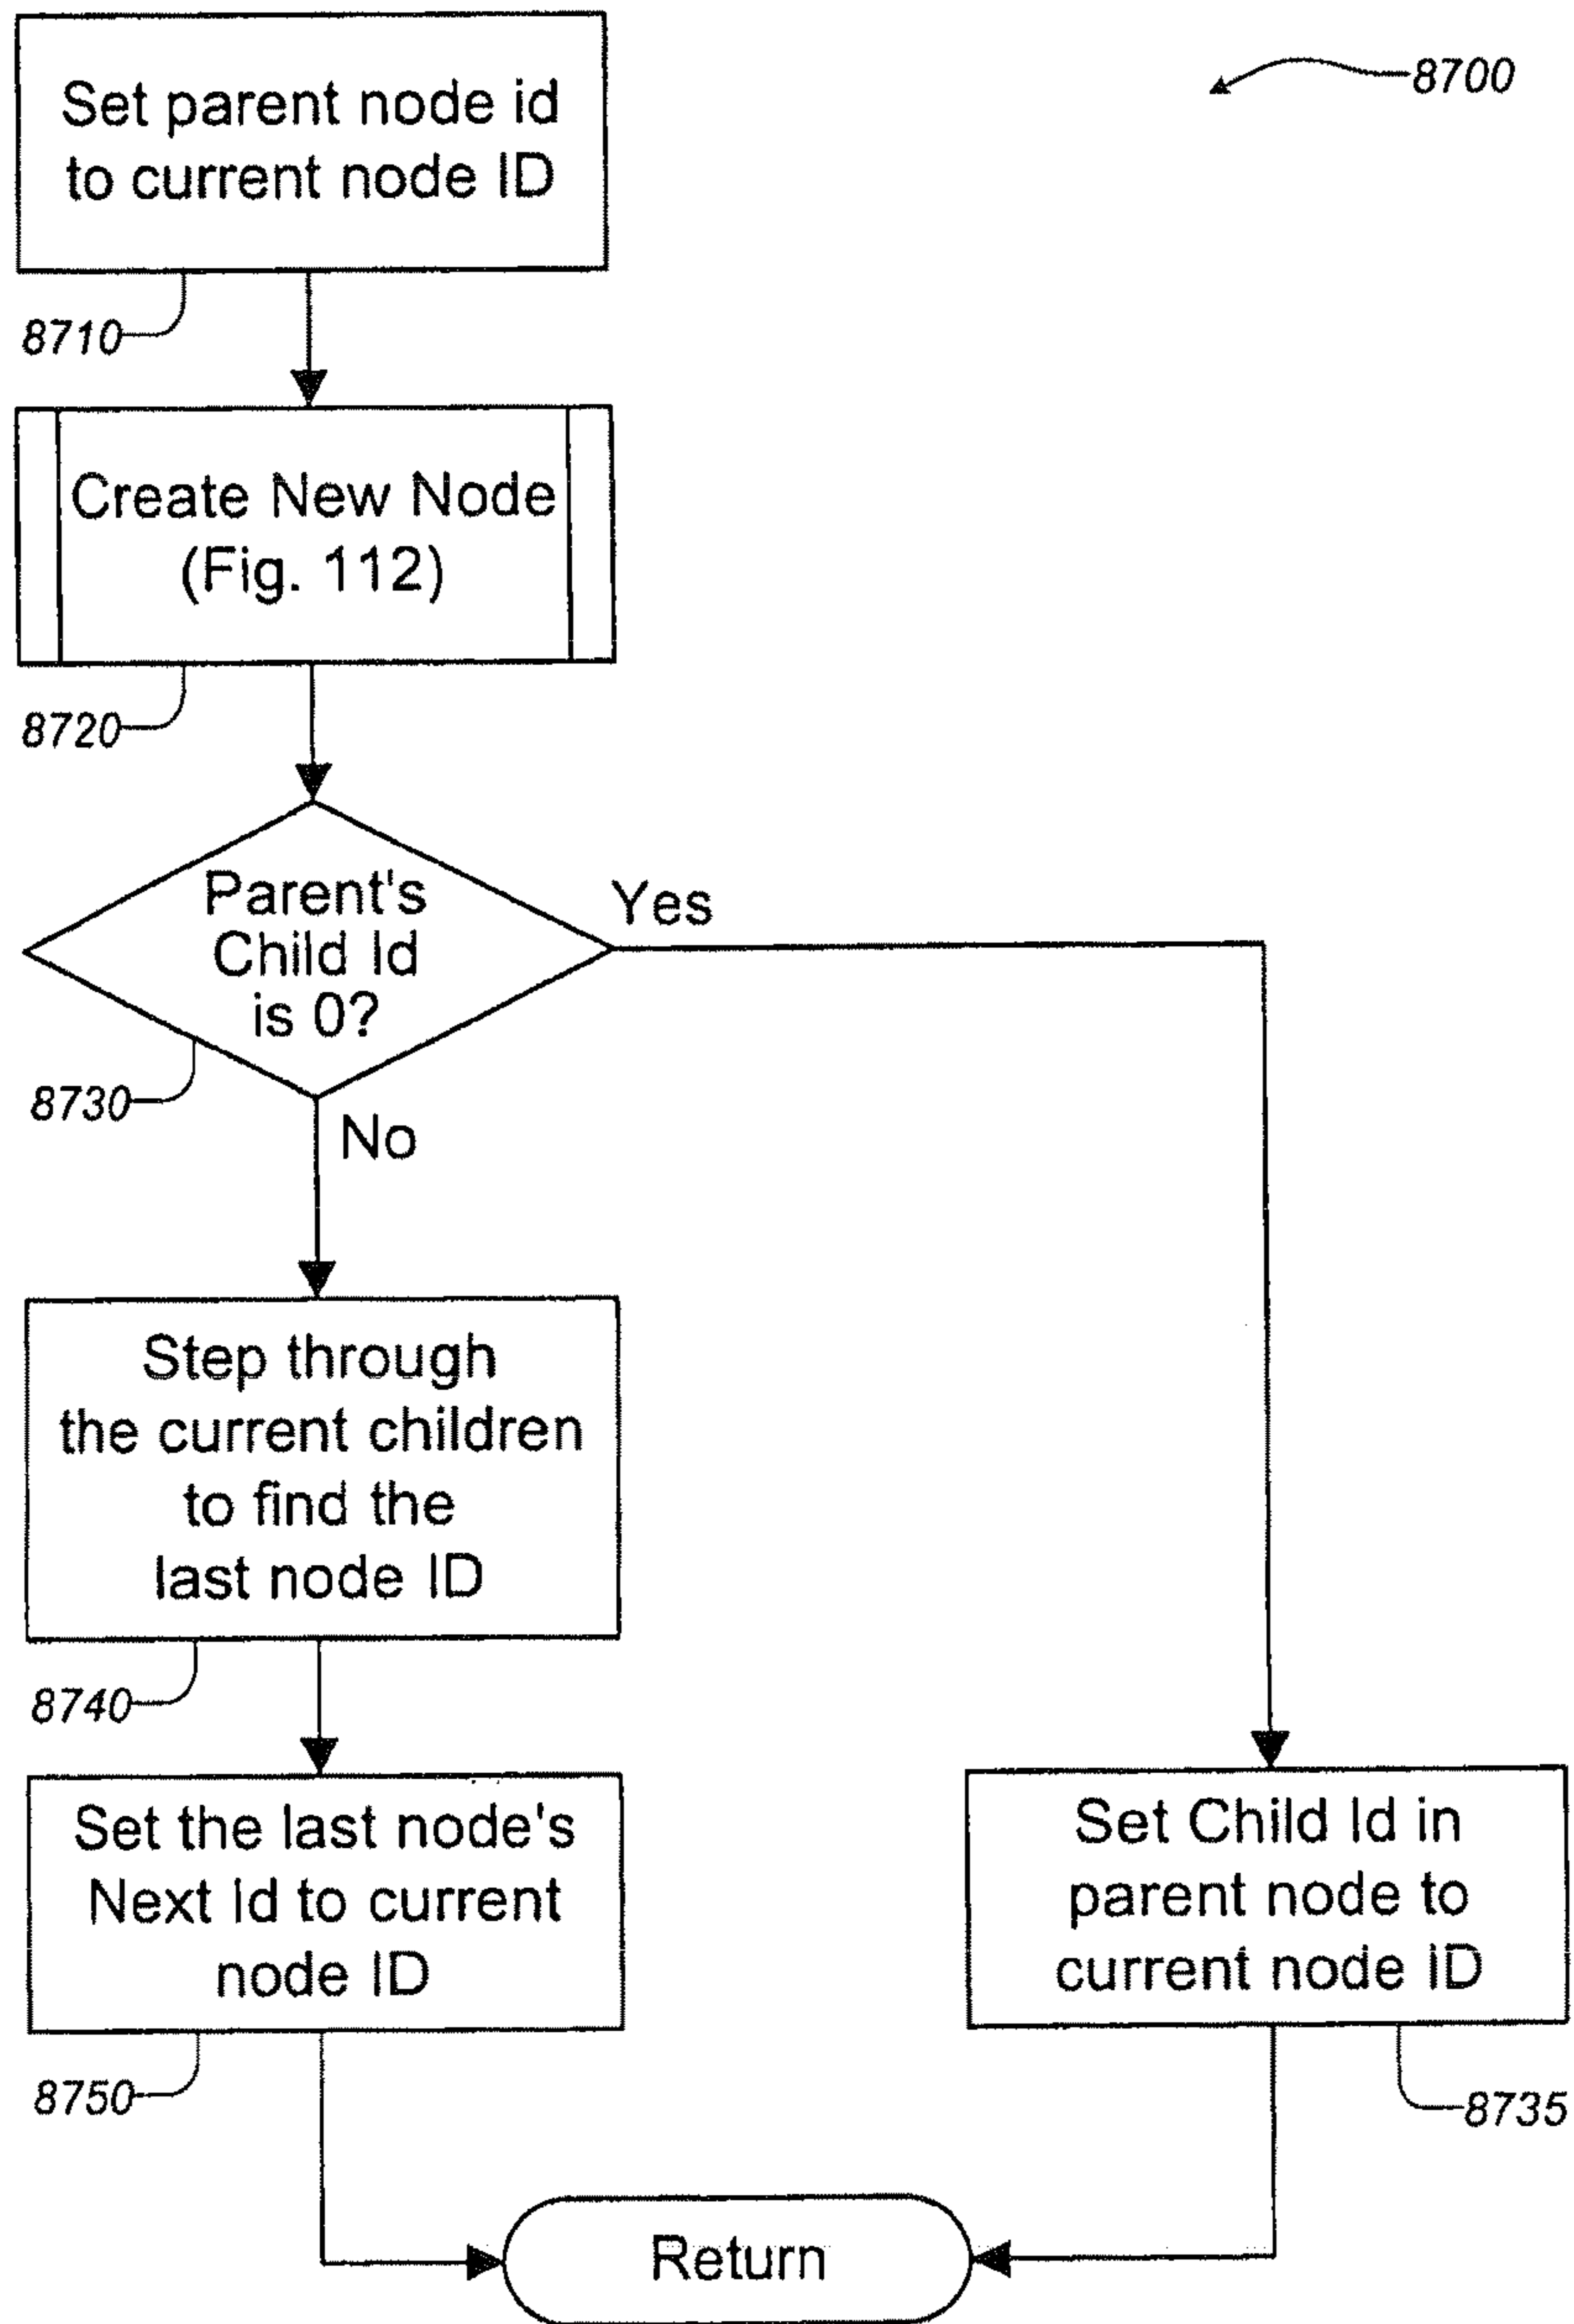 Set parent node id
to current node ID
8700
8710
Create New Node
(Fig. 112)
8720
Parent's
Child Id
is 0?
Yes
8730
No
Step through
the current children
to find the
last node ID
8740
Set the last node's
Next Id to current
node ID
8750
Set Child Id in
parent node to
current node ID
8735
Return